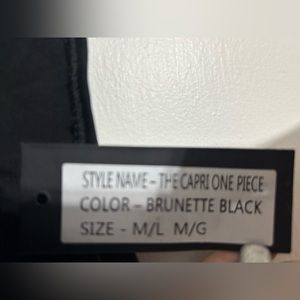 STYLE NAME – THE CAPRI ONE PIECE
COLOR – BRUNETTE BLACK
SIZE - M/L M/G